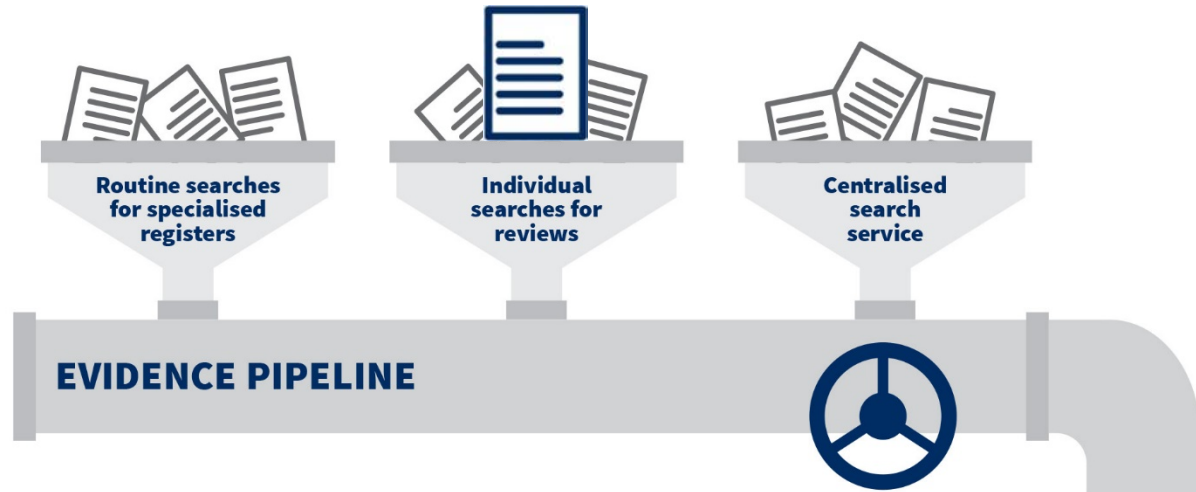 Routine searches
for specialised
registers
Individual
searches for
reviews
Centralised
search
service
EVIDENCE PIPELINE